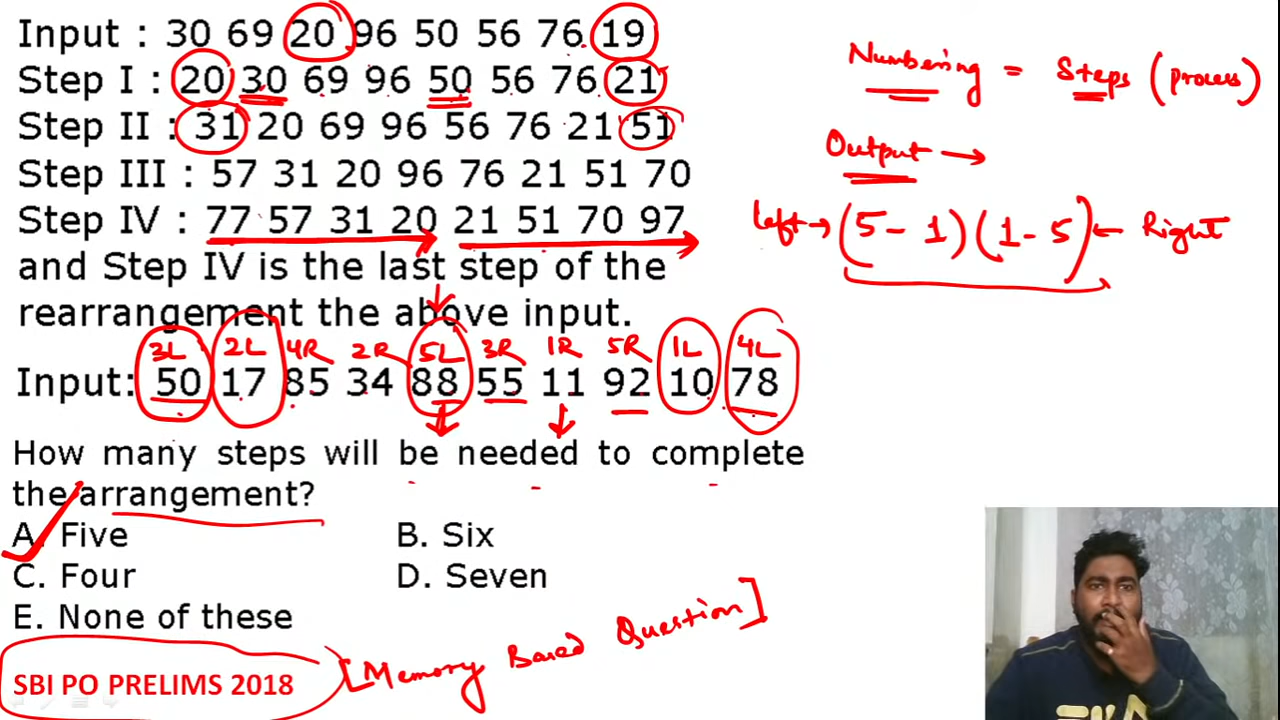 Input : 30 69 20 96 50 56 76 19
Step I : 20 30 69 96 50 56 76 21
Step II : 31 20 69 96 56 76 21 51
Step III : 57 31 20 96 76 21 51 70
Step IV : 77 57 31 20 21 51 70 97
and Step IV is the last step of the
rearrangement the above input.
3L 2L 4R 2R 5L 3R 1R 5R 1L 4L
Input: 50 17 85 34 88 55 11 92 10 78
How many steps will be needed to complete
the arrangement?
A. Five B. Six
C. Four D. Seven
E. None of these
SBI PO PRELIMS 2018 [Memory Based Question]
Numbering = Steps (process)
Output →
Left → (5 - 1) (1 - 5) ← Right